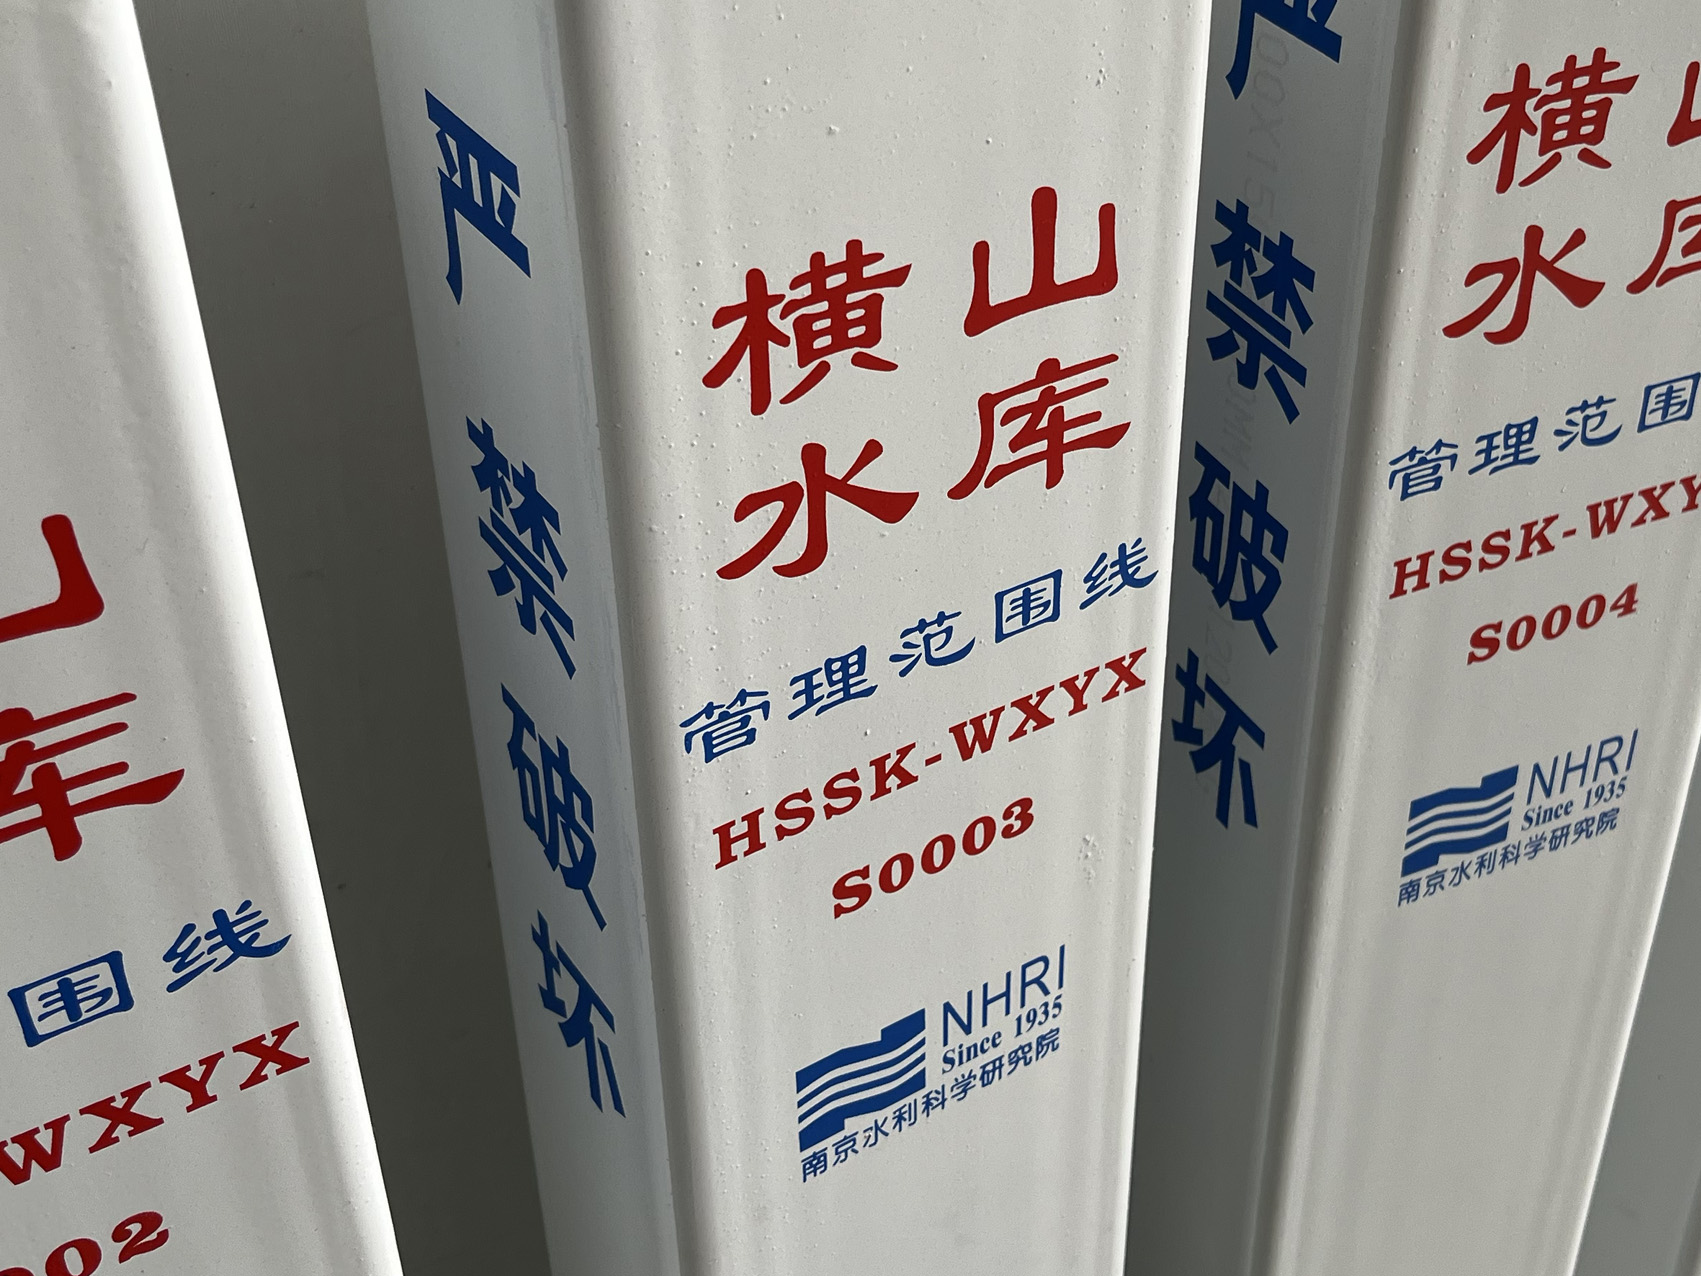 山
库
围线
WXYX
002
严禁破坏
横山
水库
管理范围线
HSSK-WXYX
S0003
NHRI
Since 1935
南京水利科学研究院
严禁破坏
横
水库
管理范围
HSSK-WXY
S0004
NHRI
Since 1935
南京水利科学研究院